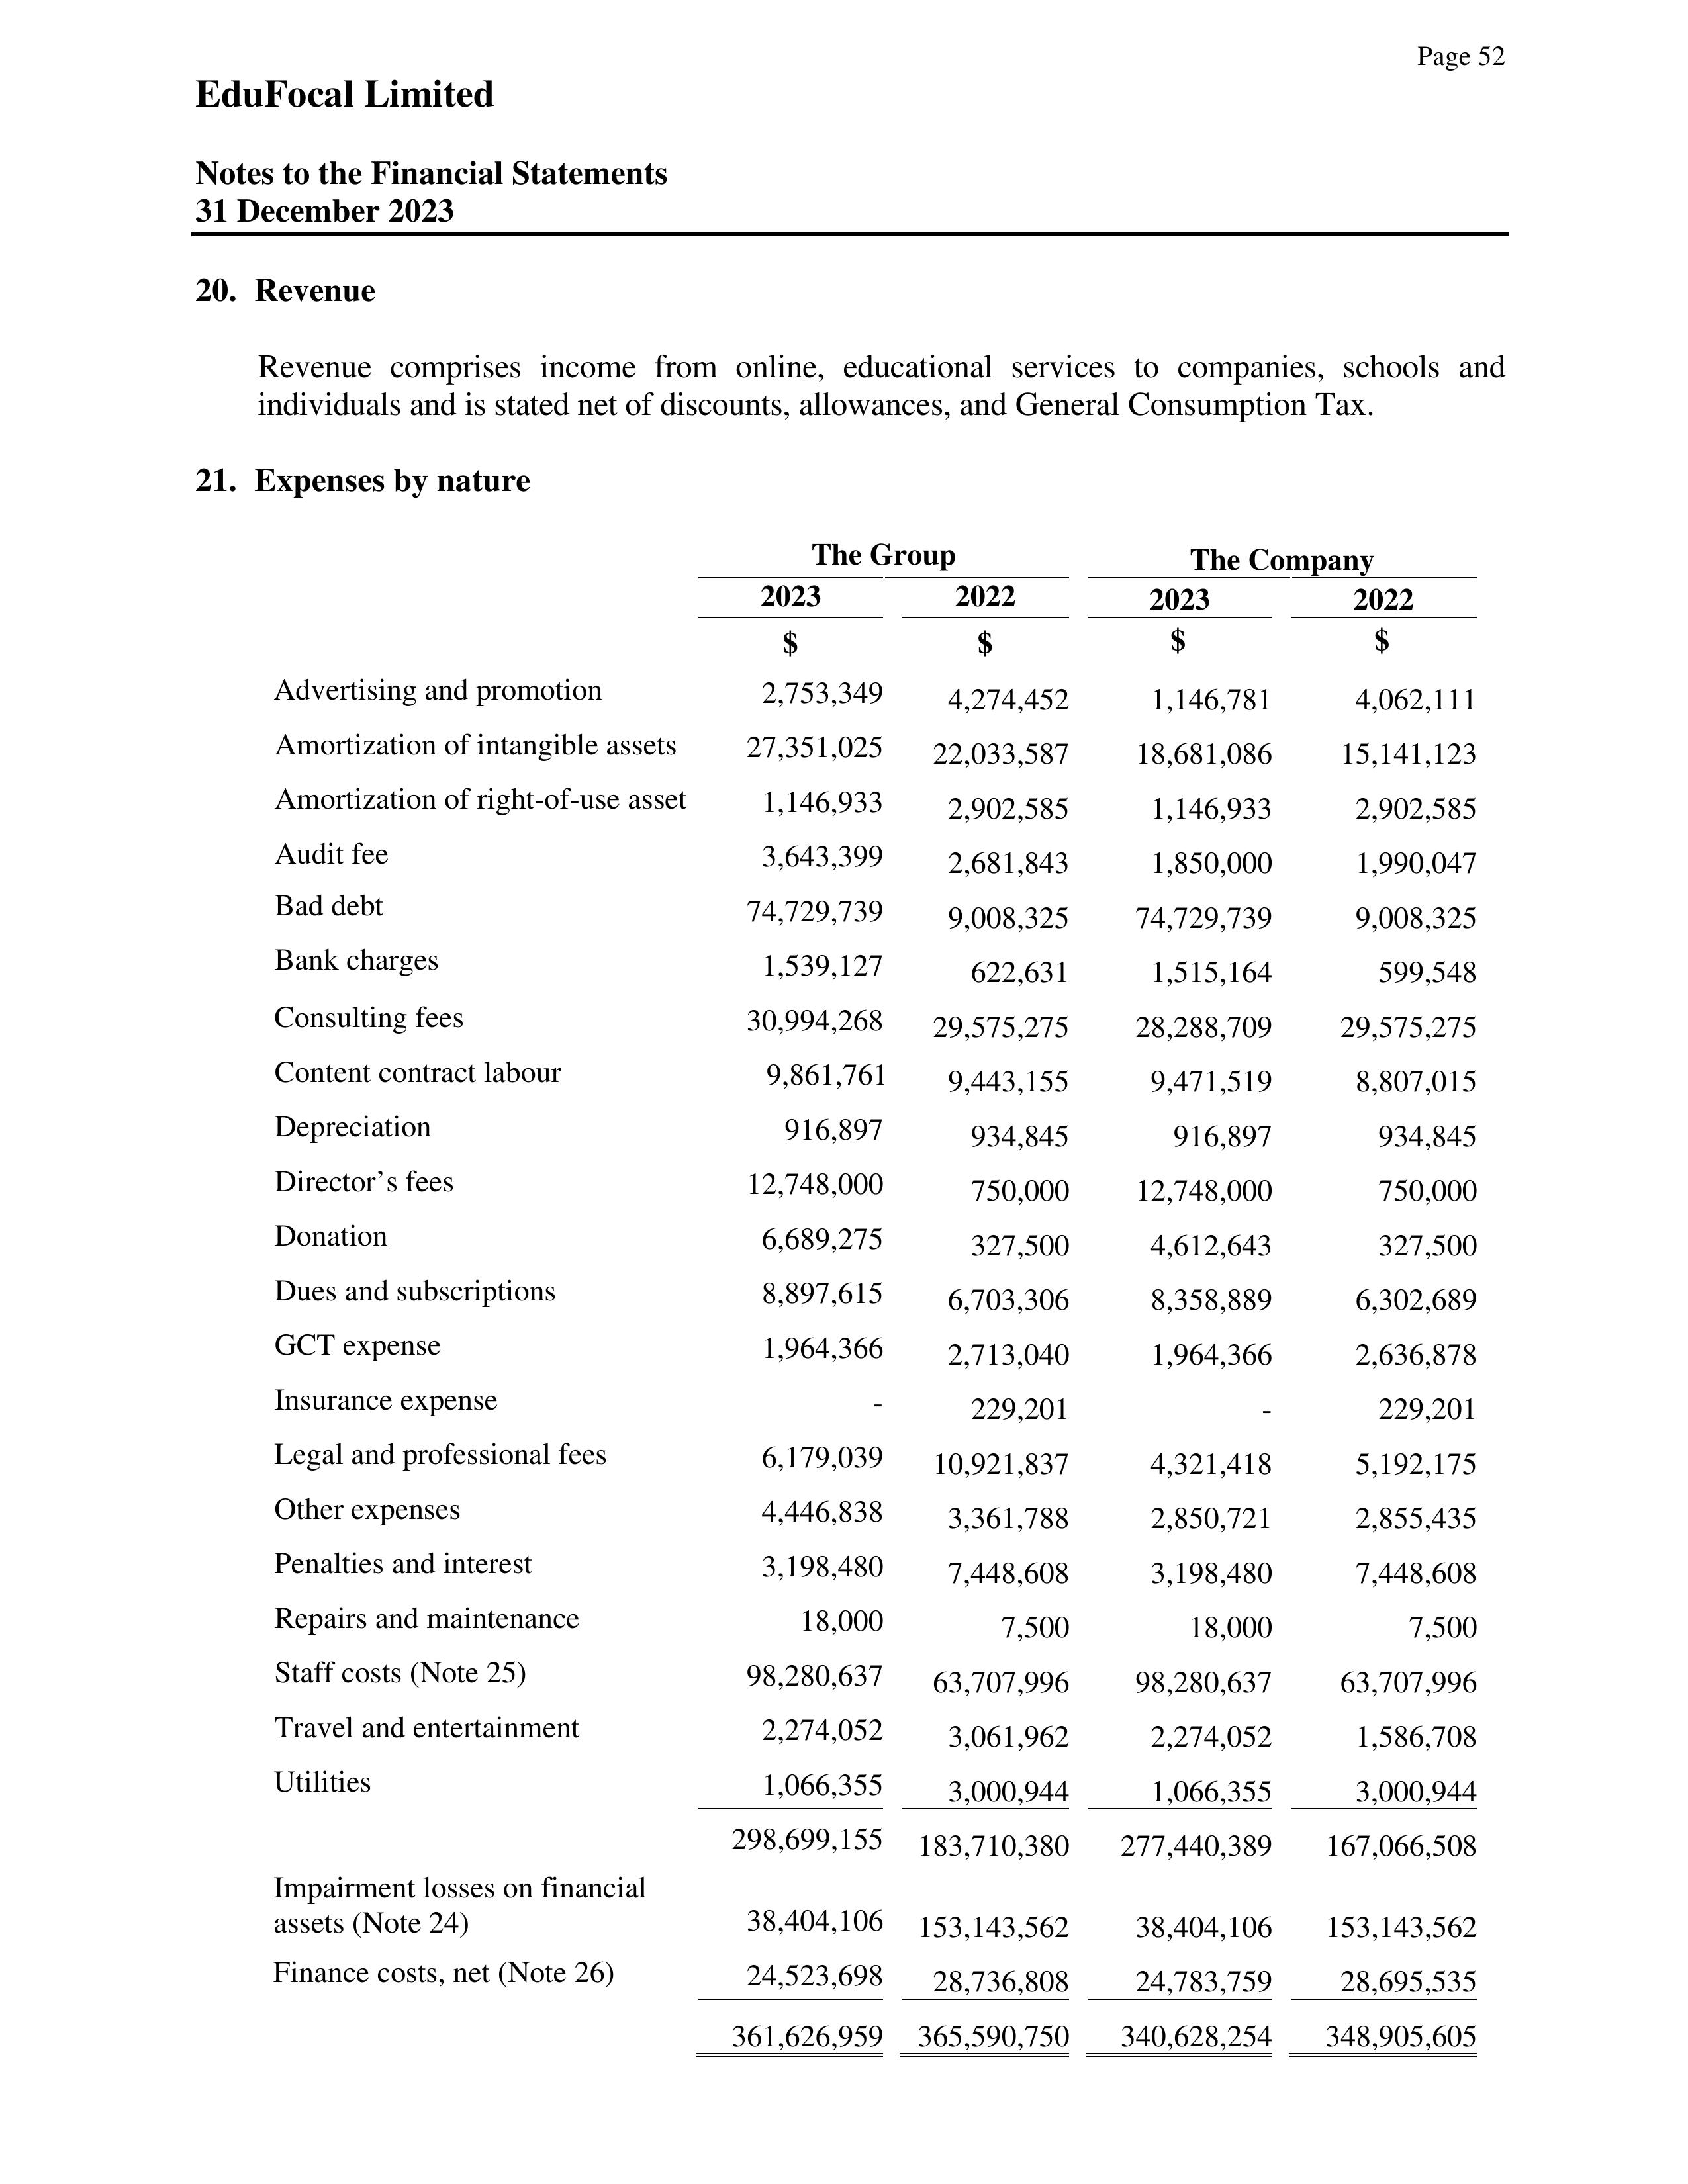 Page 52
EduFocal Limited
Notes to the Financial Statements
31 December 2023
20. Revenue
Revenue comprises income from online, educational services to companies, schools and
individuals and is stated net of discounts, allowances, and General Consumption Tax.
21. Expenses by nature
The Group The Company
2023 2022 2023 2022
$ $ $ $
Advertising and promotion 2,753,349 4,274,452 1,146,781 4,062,111
Amortization of intangible assets 27,351,025 22,033,587 18,681,086 15,141,123
Amortization of right-of-use asset 1,146,933 2,902,585 1,146,933 2,902,585
Audit fee 3,643,399 2,681,843 1,850,000 1,990,047
Bad debt 74,729,739 9,008,325 74,729,739 9,008,325
Bank charges 1,539,127 622,631 1,515,164 599,548
Consulting fees 30,994,268 29,575,275 28,288,709 29,575,275
Content contract labour 9,861,761 9,443,155 9,471,519 8,807,015
Depreciation 916,897 934,845 916,897 934,845
Director’s fees 12,748,000 750,000 12,748,000 750,000
Donation 6,689,275 327,500 4,612,643 327,500
Dues and subscriptions 8,897,615 6,703,306 8,358,889 6,302,689
GCT expense 1,964,366 2,713,040 1,964,366 2,636,878
Insurance expense - 229,201 - 229,201
Legal and professional fees 6,179,039 10,921,837 4,321,418 5,192,175
Other expenses 4,446,838 3,361,788 2,850,721 2,855,435
Penalties and interest 3,198,480 7,448,608 3,198,480 7,448,608
Repairs and maintenance 18,000 7,500 18,000 7,500
Staff costs (Note 25) 98,280,637 63,707,996 98,280,637 63,707,996
Travel and entertainment 2,274,052 3,061,962 2,274,052 1,586,708
Utilities 1,066,355 3,000,944 1,066,355 3,000,944
298,699,155 183,710,380 277,440,389 167,066,508
Impairment losses on financial
assets (Note 24) 38,404,106 153,143,562 38,404,106 153,143,562
Finance costs, net (Note 26) 24,523,698 28,736,808 24,783,759 28,695,535
361,626,959 365,590,750 340,628,254 348,905,605